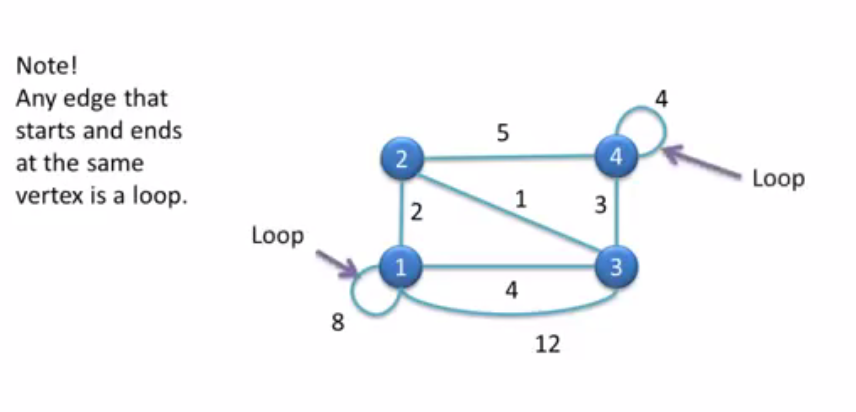 Note!
Any edge that
starts and ends
at the same
vertex is a loop.
4
5
2
4
Loop
1
3
2
Loop
1
3
4
8
12